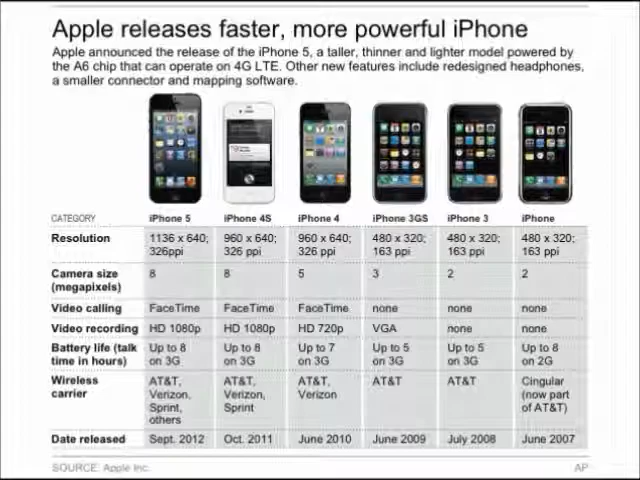 Apple releases faster, more powerful iPhone
Apple announced the release of the iPhone 5, a taller, thinner and lighter model powered by
the A6 chip that can operate on 4G LTE. Other new features include redesigned headphones,
a smaller connector and mapping software.
CATEGORY iPhone 5 iPhone 4S iPhone 4 iPhone 3GS iPhone 3 iPhone
Resolution 1136 x 640; 960 x 640; 960 x 640; 480 x 320; 480 x 320; 480 x 320;
326ppi 326 ppi 326 ppi 163 ppi 163 ppi 163 ppi
Camera size 8 8 5 3 2 2
(megapixels)
Video calling FaceTime FaceTime FaceTime none none none
Video recording HD 1080p HD 1080p HD 720p VGA none none
Battery life (talk Up to 8 Up to 8 Up to 7 Up to 5 Up to 5 Up to 8
time in hours) on 3G on 3G on 3G on 3G on 3G on 2G
Wireless AT&T, AT&T, AT&T, AT&T AT&T Cingular
carrier Verizon, Verizon, Verizon (now part
Sprint, Sprint of AT&T)
others
Date released Sept. 2012 Oct. 2011 June 2010 June 2009 July 2008 June 2007
SOURCE: Apple Inc. AP